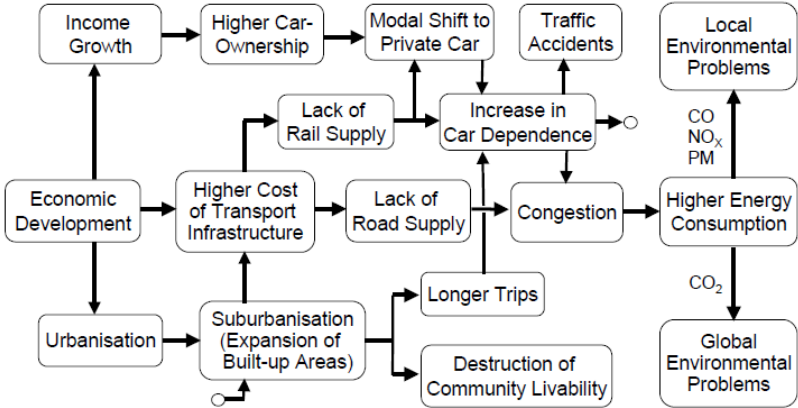 Income
Growth
Higher Car-
Ownership
Modal Shift to
Private Car
Traffic
Accidents
Local
Environmental
Problems
Lack of
Rail Supply
Increase in
Car Dependence
CO
NOX
PM
Economic
Development
Higher Cost
of Transport
Infrastructure
Lack of
Road Supply
Congestion
Higher Energy
Consumption
CO2
Urbanisation
Suburbanisation
(Expansion of
Built-up Areas)
Longer Trips
Destruction of
Community Livability
Global
Environmental
Problems